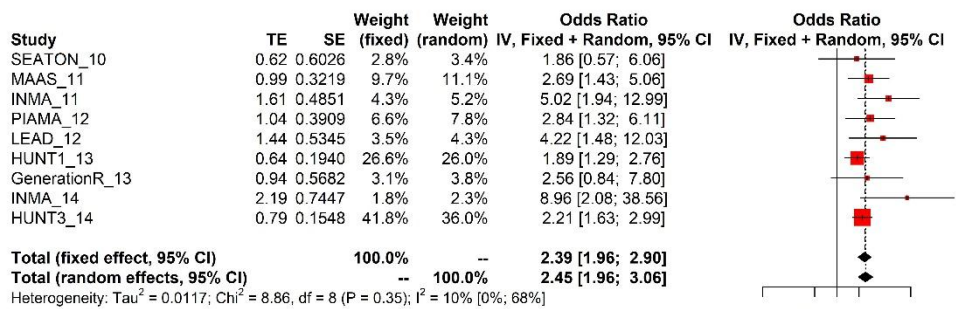 Weight Weight Odds Ratio Odds Ratio
Study TE SE (fixed) (random) IV, Fixed + Random, 95% CI IV, Fixed + Random, 95% CI
SEATON_10 0.62 0.6026 2.8% 3.4% 1.86 [0.57; 6.06]
MAAS_11 0.99 0.3219 9.7% 11.1% 2.69 [1.43; 5.06]
INMA_11 1.61 0.4851 4.3% 5.2% 5.02 [1.94; 12.99]
PIAMA_12 1.04 0.3909 6.6% 7.8% 2.84 [1.32; 6.11]
LEAD_12 1.44 0.5345 3.5% 4.3% 4.22 [1.48; 12.03]
HUNT1_13 0.64 0.1940 26.6% 26.0% 1.89 [1.29; 2.76]
GenerationR_13 0.94 0.5682 3.1% 3.8% 2.56 [0.84; 7.80]
INMA_14 2.19 0.7447 1.8% 2.3% 8.96 [2.08; 38.56]
HUNT3_14 0.79 0.1548 41.8% 36.0% 2.21 [1.63; 2.99]
Total (fixed effect, 95% CI) 100.0% -- 2.39 [1.96; 2.90]
Total (random effects, 95% CI) -- 100.0% 2.45 [1.96; 3.06]
Heterogeneity: Tau² = 0.0117; Chi² = 8.86, df = 8 (P = 0.35); I² = 10% [0%; 68%]